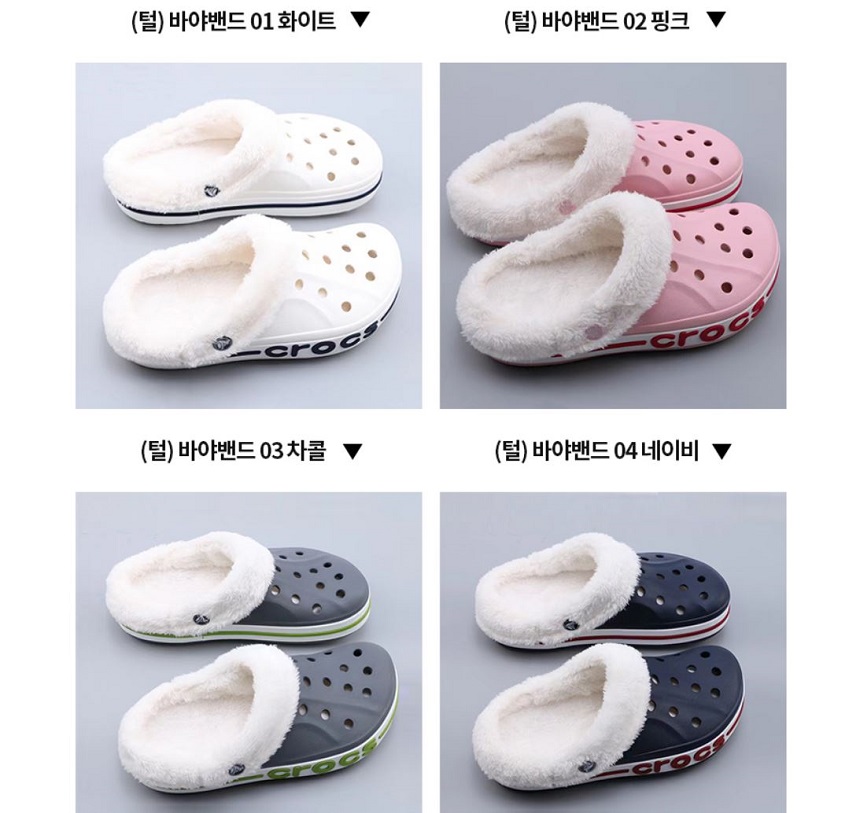 (털) 바야밴드 01 화이트 ▼
(털) 바야밴드 02 핑크 ▼
crocs
crocs
(털) 바야밴드 03 차콜 ▼
(털) 바야밴드 04 네이비 ▼
crocs
crocs